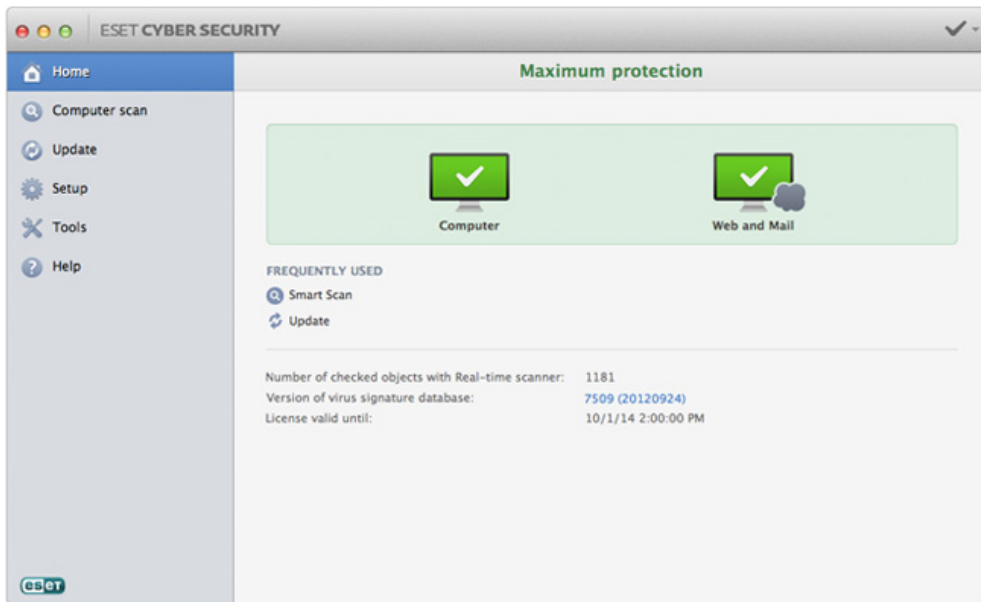 ESET CYBER SECURITY
Home
Computer scan
Update
Setup
Tools
Help
eseT
Maximum protection
Computer
Web and Mail
FREQUENTLY USED
Smart Scan
Update
Number of checked objects with Real-time scanner: 1181
Version of virus signature database: 7509 (20120924)
License valid until: 10/1/14 2:00:00 PM